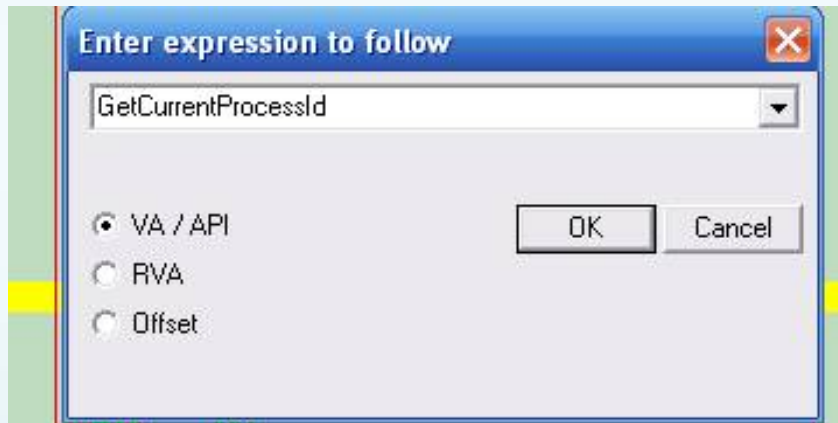 Enter expression to follow
GetCurrentProcessId
VA / API
OK
Cancel
RVA
Offset